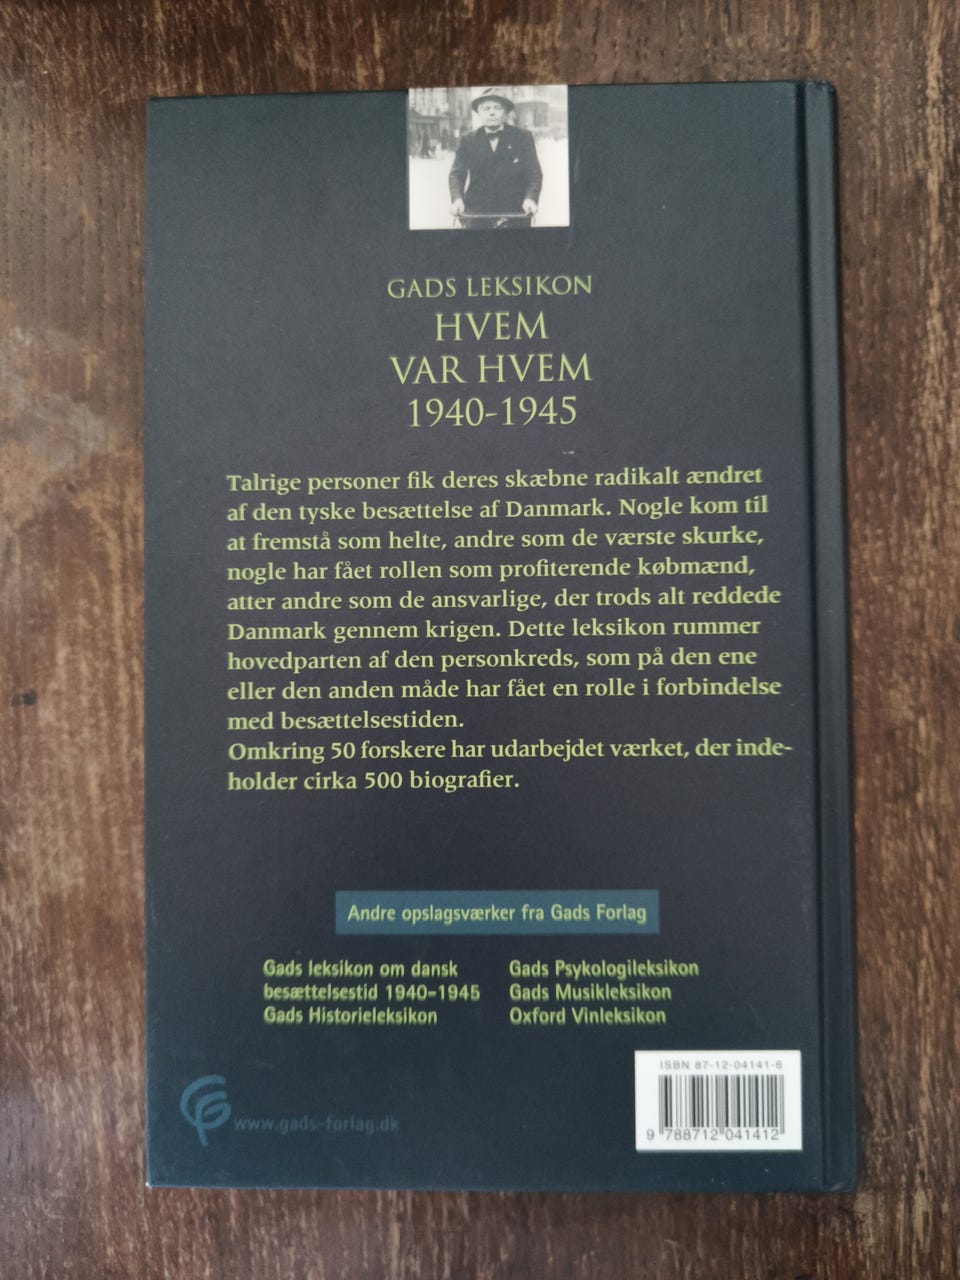 GADS LEKSIKON
HVEM
VAR HVEM
1940-1945
Talrige personer fik deres skæbne radikalt ændret
af den tyske besættelse af Danmark. Nogle kom til
at fremstå som helte, andre som de værste skurke,
nogle har fået rollen som profiterende købmænd,
atter andre som de ansvarlige, der trods alt reddede
Danmark gennem krigen. Dette leksikon rummer
hovedparten af den personkreds, som på den ene
eller den anden måde har fået en rolle i forbindelse
med besættelsestiden.
Omkring 50 forskere har udarbejdet værket, der inde-
holder cirka 500 biografier.
Andre opslagsværker fra Gads Forlag
Gads leksikon om dansk
besættelsestid 1940-1945
Gads Historieleksikon
Gads Psykologileksikon
Gads Musikleksikon
Oxford Vinleksikon
www.gads-forlag.dk
ISBN 87-12-04141-6
9 788712 041412